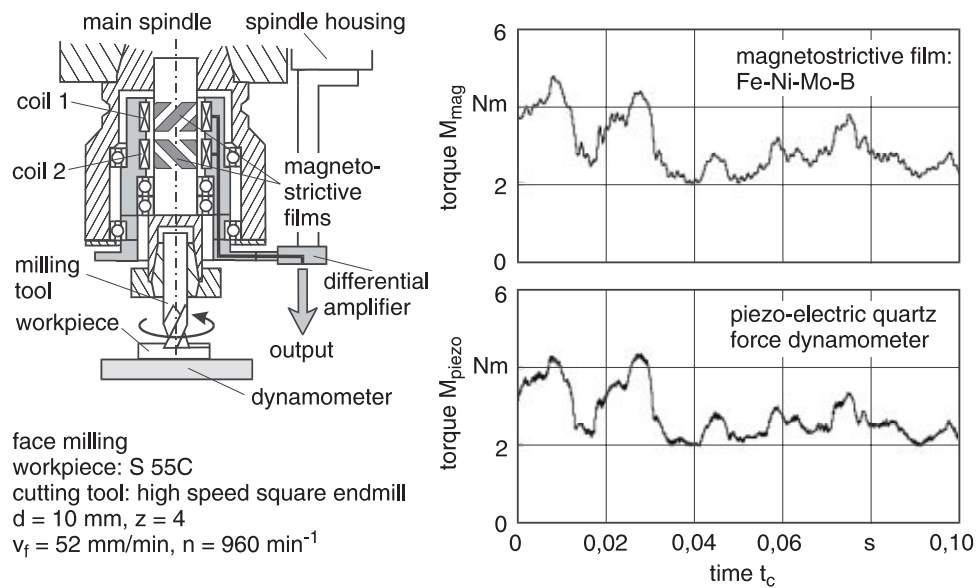 main spindle
spindle housing
coil 1
coil 2
magneto-
strictive
films
milling
tool
differential
amplifier
workpiece
output
dynamometer
face milling
workpiece: S 55C
cutting tool: high speed square endmill
d = 10 mm, z = 4
v_f = 52 mm/min, n = 960 min⁻¹
6
Nm
2
0
torque M_mag
magnetostrictive film:
Fe-Ni-Mo-B
6
Nm
2
0
torque M_piezo
piezo-electric quartz
force dynamometer
0
0,02
0,04
0,06
s
0,10
time t_c